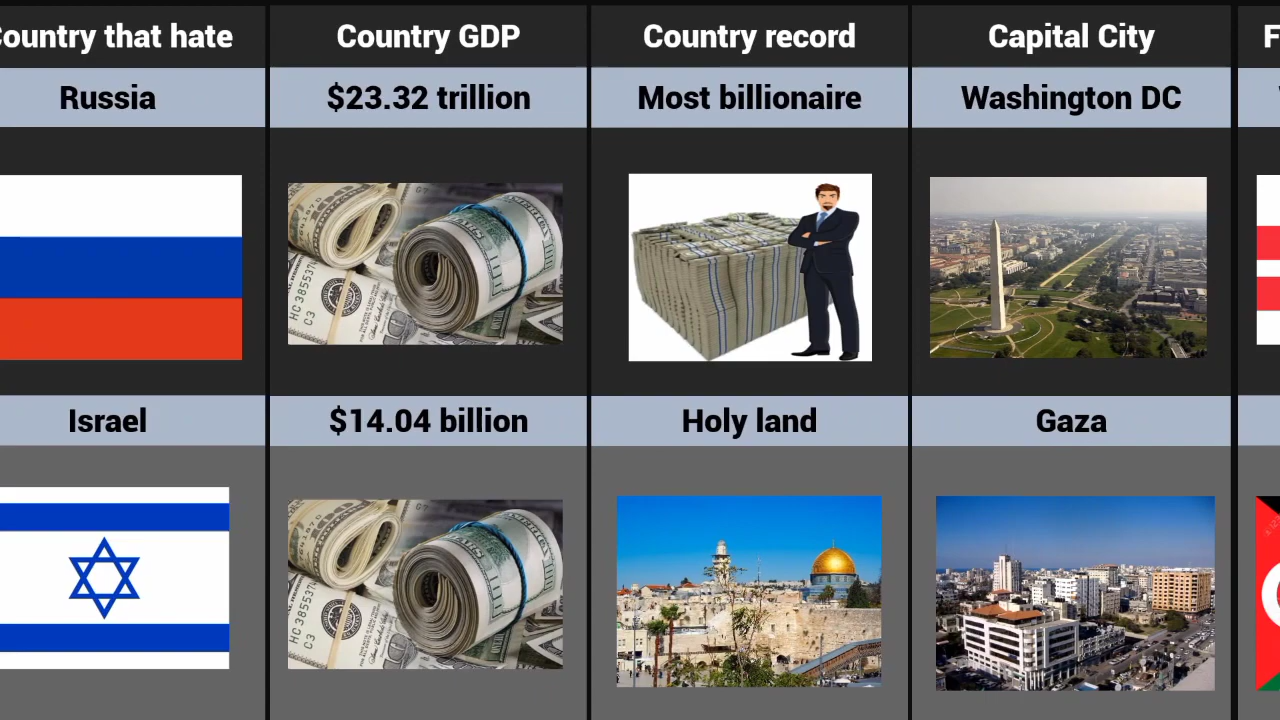 Country that hate
Country GDP
Country record
Capital City
F
Russia
$23.32 trillion
Most billionaire
Washington DC
Israel
$14.04 billion
Holy land
Gaza